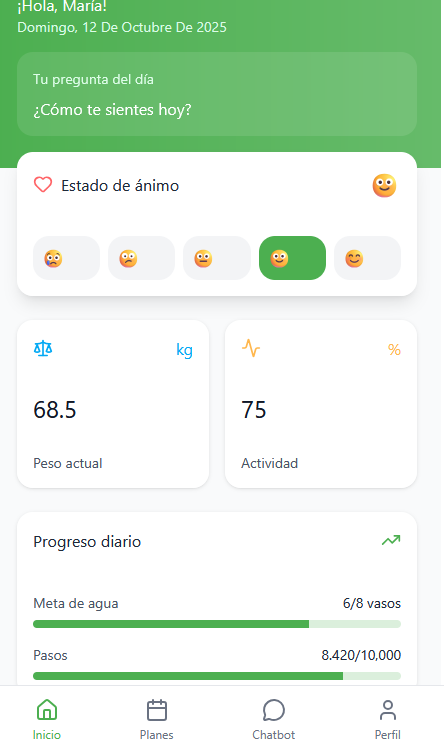 ¡Hola, María!
Domingo, 12 De Octubre De 2025
Tu pregunta del día
¿Cómo te sientes hoy?
Estado de ánimo
kg
%
68.5
75
Peso actual
Actividad
Progreso diario
Meta de agua
6/8 vasos
Pasos
8.420/10,000
Inicio
Planes
Chatbot
Perfil